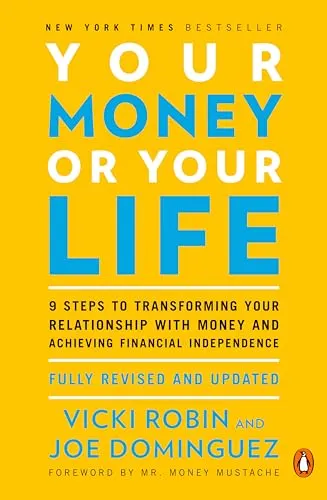 NEW YORK TIMES BESTSELLER
YOUR
MONEY
OR YOUR
LIFE
9 STEPS TO TRANSFORMING YOUR
RELATIONSHIP WITH MONEY AND
ACHIEVING FINANCIAL INDEPENDENCE
FULLY REVISED AND UPDATED
VICKI ROBIN AND
JOE DOMINGUEZ
FOREWORD BY MR. MONEY MUSTACHE